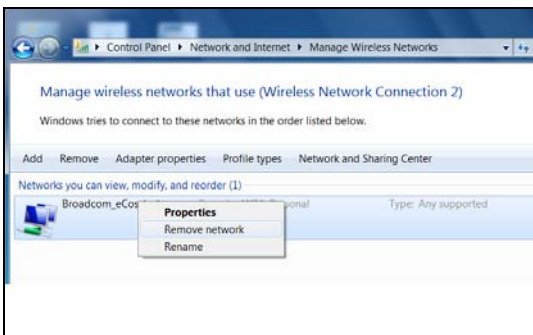 Control Panel ▸ Network and Internet ▸ Manage Wireless Networks
Manage wireless networks that use (Wireless Network Connection 2)
Windows tries to connect to these networks in the order listed below.
Add Remove Adapter properties Profile types Network and Sharing Center
Networks you can view, modify, and reorder (1)
Type: Any supported
Properties
Remove network
Rename